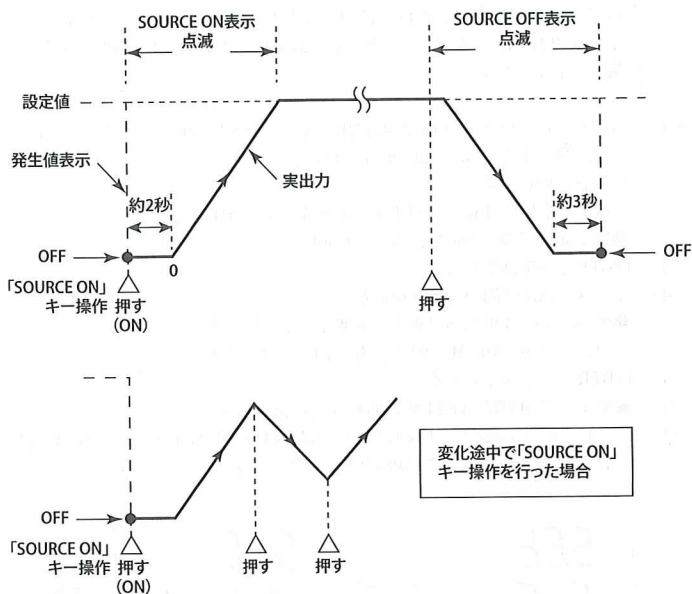 SOURCE ON表示
点滅
SOURCE OFF表示
点滅
設定値
発生値表示
実出力
約2秒
約3秒
OFF
OFF
0
「SOURCE ON」
キー操作
押す
(ON)
押す
変化途中で「SOURCE ON」
キー操作を行った場合
OFF
「SOURCE ON」
キー操作
押す
(ON)
押す
押す